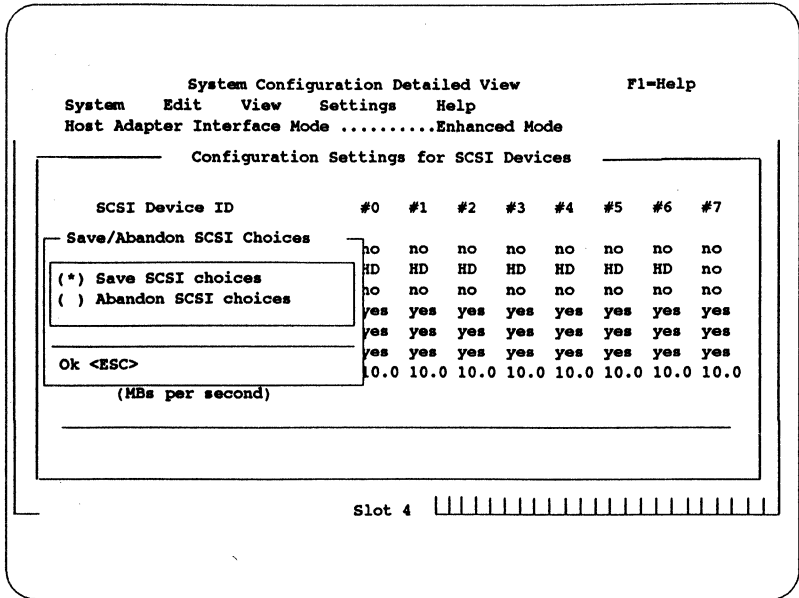 System Configuration Detailed View F1=Help
System Edit View Settings Help
Host Adapter Interface Mode ..........Enhanced Mode
Configuration Settings for SCSI Devices
SCSI Device ID #0 #1 #2 #3 #4 #5 #6 #7
Save/Abandon SCSI Choices
no no no no no no no no
(*) Save SCSI choices HD HD HD HD HD HD HD no
( ) Abandon SCSI choices no no no no no no no no
yes yes yes yes yes yes yes yes
yes yes yes yes yes yes yes yes
yes yes yes yes yes yes yes yes
Ok <ESC> 10.0 10.0 10.0 10.0 10.0 10.0 10.0 10.0
(MBs per second)
Slot 4